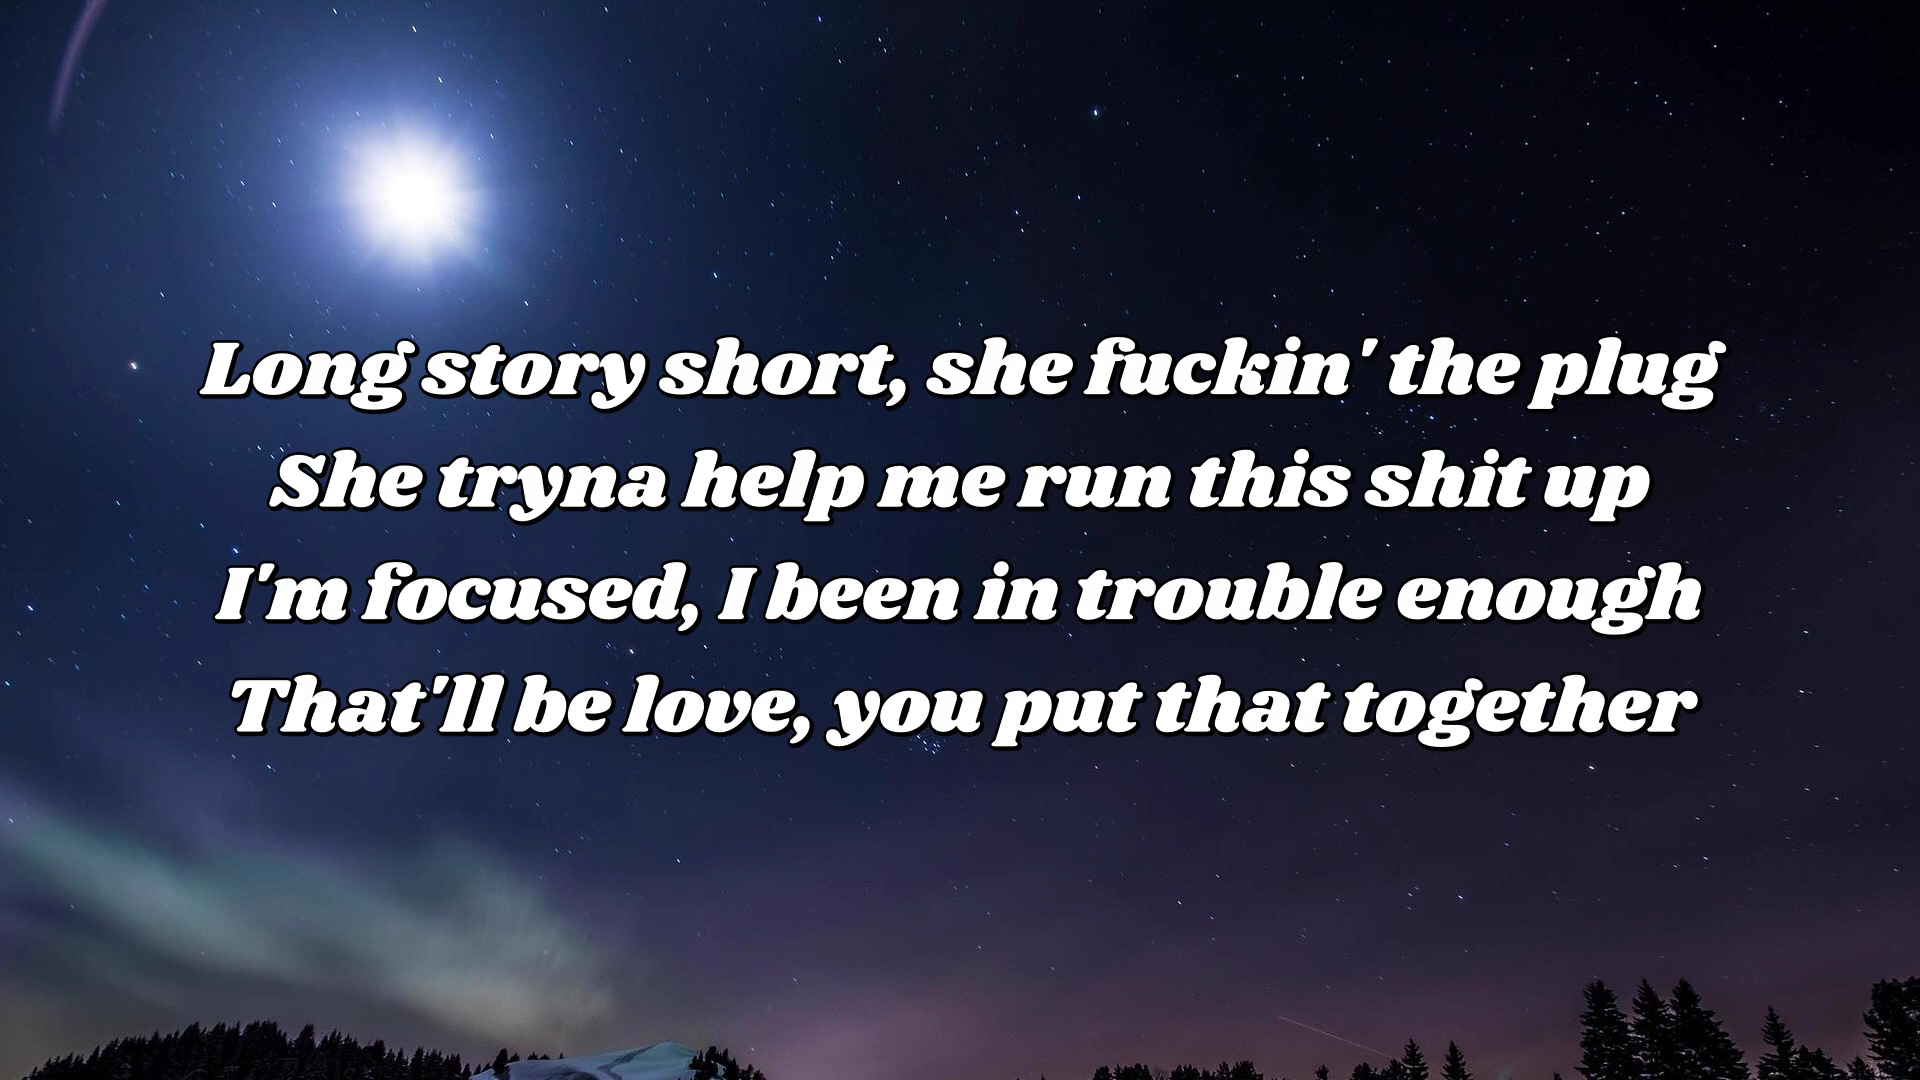 Long story short, she fuckin' the plug
She tryna help me run this shit up
I'm focused, I been in trouble enough
That'll be love, you put that together